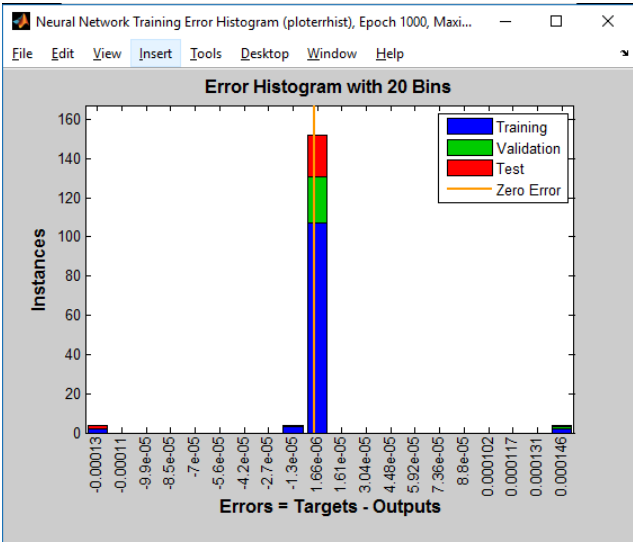 Neural Network Training Error Histogram (ploterrhist), Epoch 1000, Maxi...
File Edit View Insert Tools Desktop Window Help
Error Histogram with 20 Bins
Training
Validation
Test
Zero Error
Instances
160
140
120
100
80
60
40
20
0
-0.00013
-0.00011
-9.9e-05
-8.5e-05
-7e-05
-5.6e-05
-4.2e-05
-2.7e-05
-1.3e-05
1.66e-06
1.61e-05
3.04e-05
4.48e-05
5.92e-05
7.36e-05
8.8e-05
0.000102
0.000117
0.000131
0.000146
Errors = Targets - Outputs